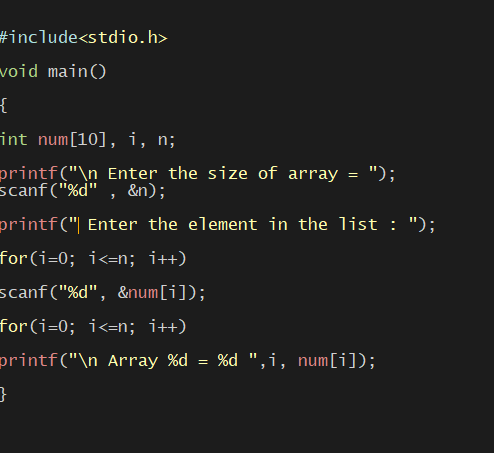 #include<stdio.h>
void main()
{
int num[10], i, n;
printf("\n Enter the size of array = ");
scanf("%d" , &n);
printf(" Enter the element in the list : ");
for(i=0; i<=n; i++)
scanf("%d", &num[i]);
for(i=0; i<=n; i++)
printf("\n Array %d = %d ",i, num[i]);
}